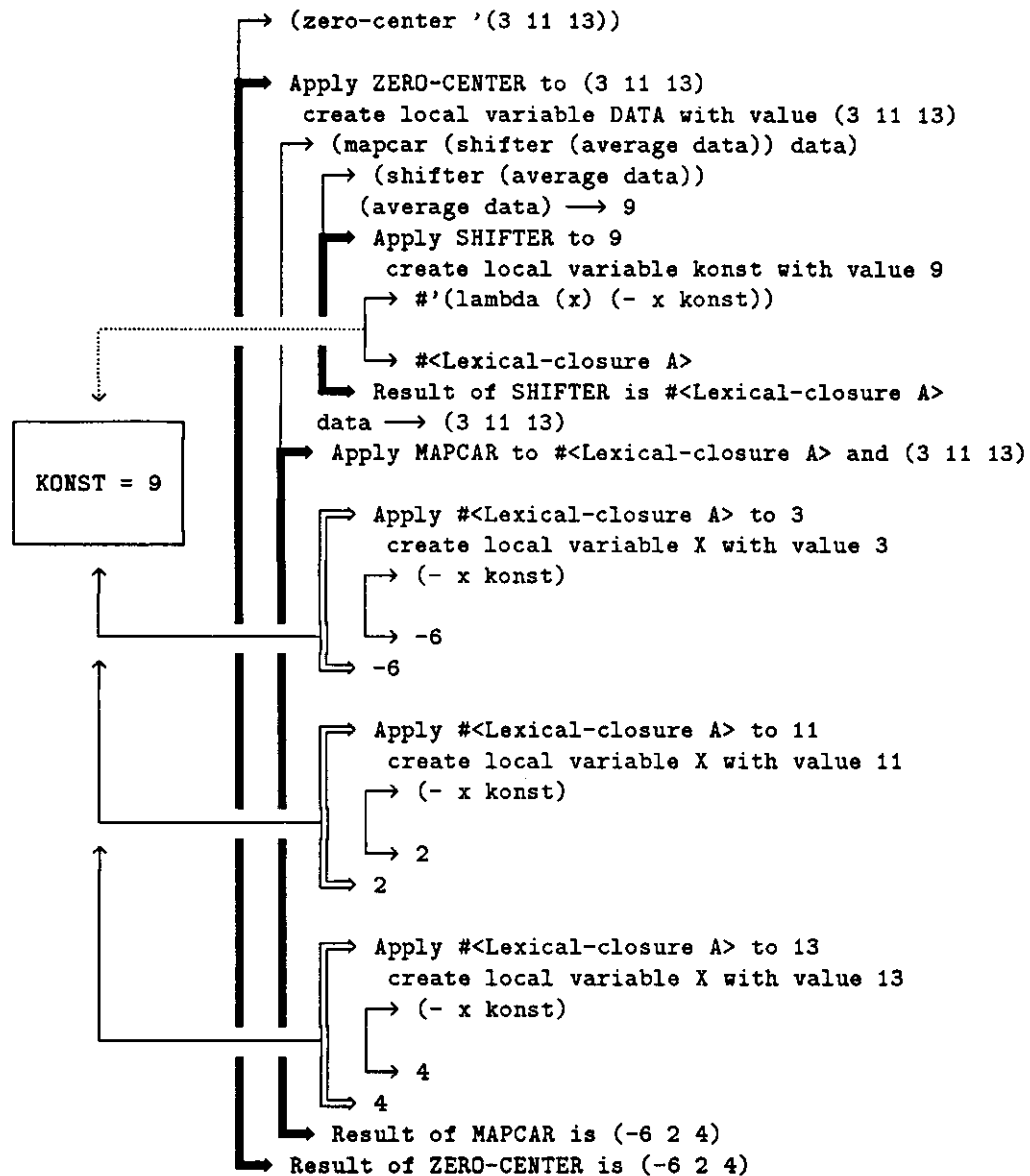 (zero-center '(3 11 13))
Apply ZERO-CENTER to (3 11 13)
create local variable DATA with value (3 11 13)
(mapcar (shifter (average data)) data)
(shifter (average data))
(average data) ⟶ 9
Apply SHIFTER to 9
create local variable konst with value 9
#'(lambda (x) (- x konst))
#<Lexical-closure A>
Result of SHIFTER is #<Lexical-closure A>
data ⟶ (3 11 13)
Apply MAPCAR to #<Lexical-closure A> and (3 11 13)
KONST = 9
Apply #<Lexical-closure A> to 3
create local variable X with value 3
(- x konst)
-6
-6
Apply #<Lexical-closure A> to 11
create local variable X with value 11
(- x konst)
2
2
Apply #<Lexical-closure A> to 13
create local variable X with value 13
(- x konst)
4
4
Result of MAPCAR is (-6 2 4)
Result of ZERO-CENTER is (-6 2 4)